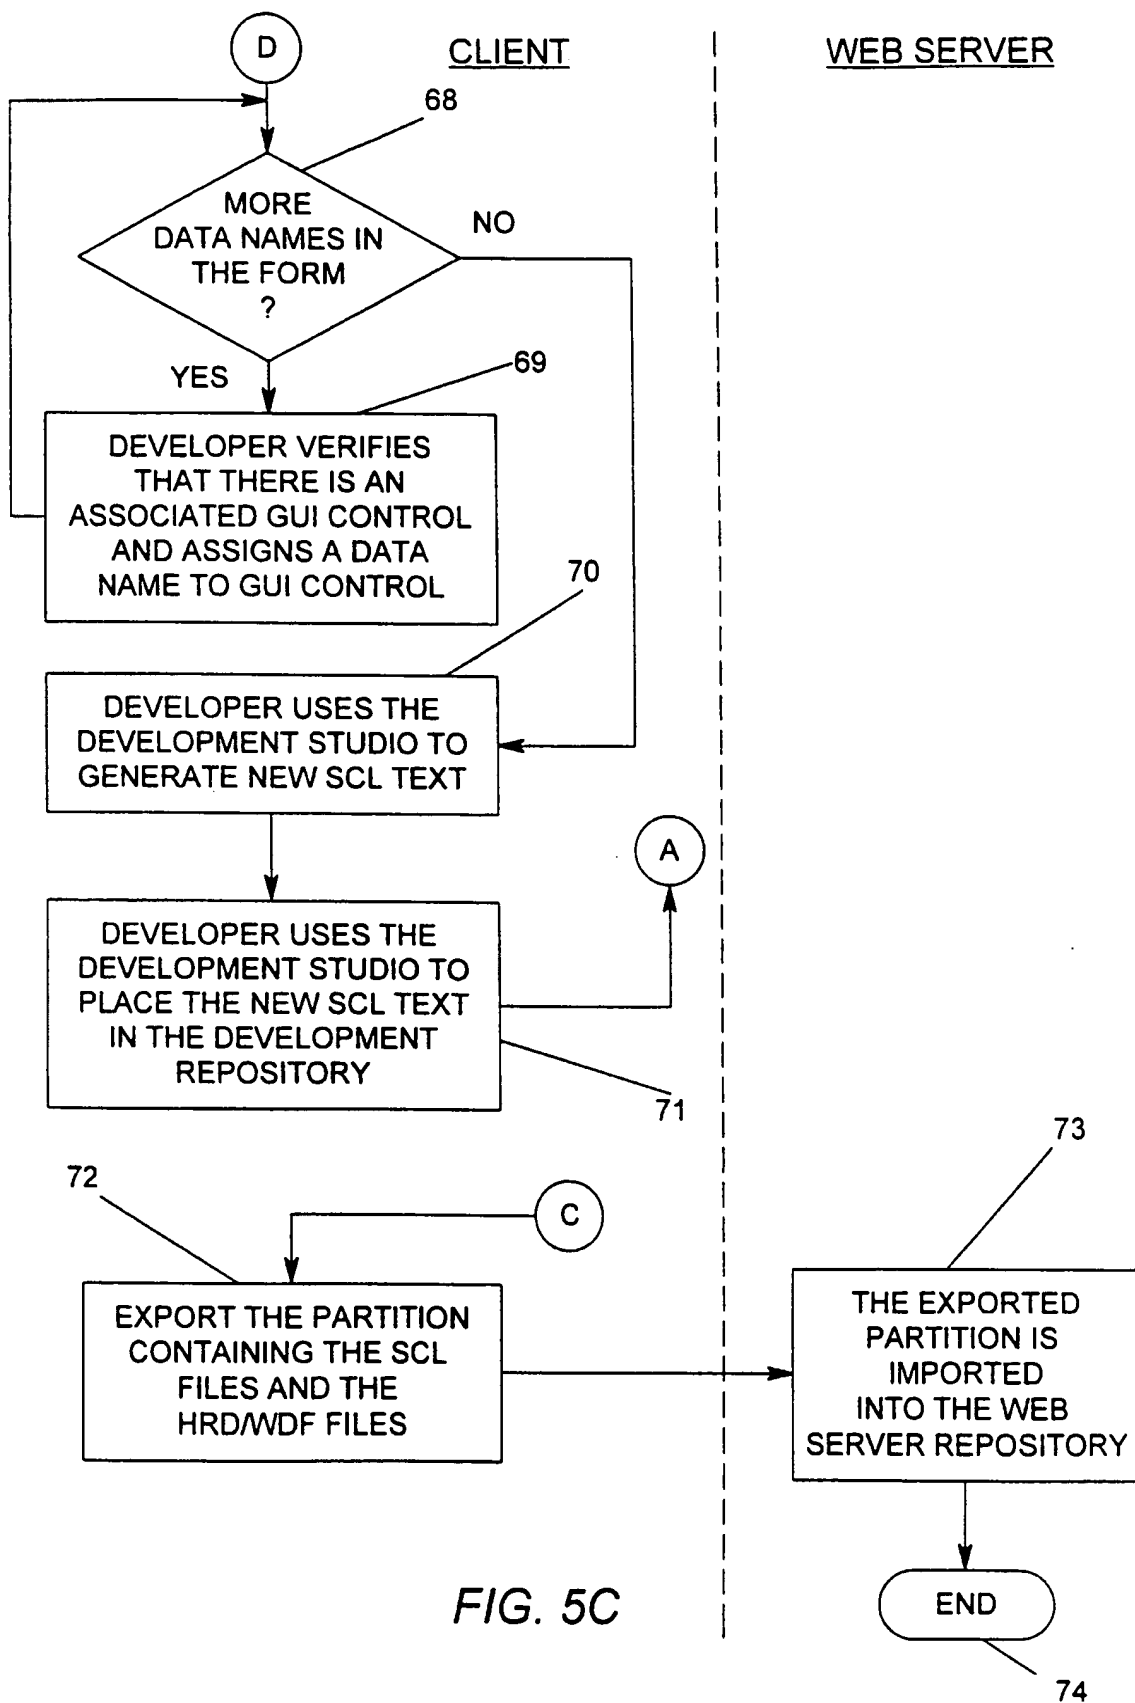 D
CLIENT
WEB SERVER
68
MORE
DATA NAMES IN
THE FORM
?
NO
YES
69
DEVELOPER VERIFIES
THAT THERE IS AN
ASSOCIATED GUI CONTROL
AND ASSIGNS A DATA
NAME TO GUI CONTROL
70
DEVELOPER USES THE
DEVELOPMENT STUDIO TO
GENERATE NEW SCL TEXT
A
DEVELOPER USES THE
DEVELOPMENT STUDIO TO
PLACE THE NEW SCL TEXT
IN THE DEVELOPMENT
REPOSITORY
71
72
C
73
EXPORT THE PARTITION
CONTAINING THE SCL
FILES AND THE
HRD/WDF FILES
THE EXPORTED
PARTITION IS
IMPORTED
INTO THE WEB
SERVER REPOSITORY
END
74
FIG. 5C